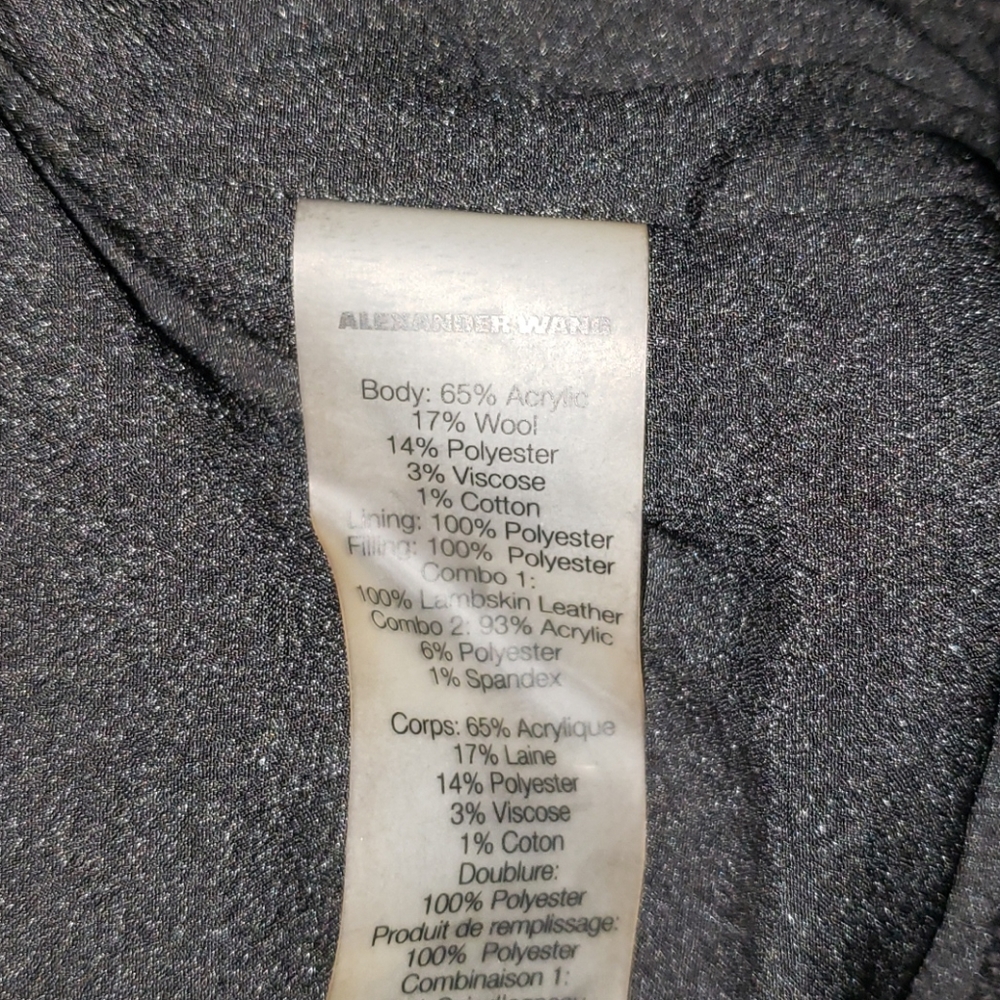 ALEXANDER WANG
Body: 65% Acrylic
17% Wool
14% Polyester
3% Viscose
1% Cotton
Lining: 100% Polyester
Filling: 100% Polyester
Combo 1:
100% Lambskin Leather
Combo 2: 93% Acrylic
6% Polyester
1% Spandex
Corps: 65% Acrylique
17% Laine
14% Polyester
3% Viscose
1% Coton
Doublure:
100% Polyester
Produit de remplissage:
100% Polyester
Combinaison 1: